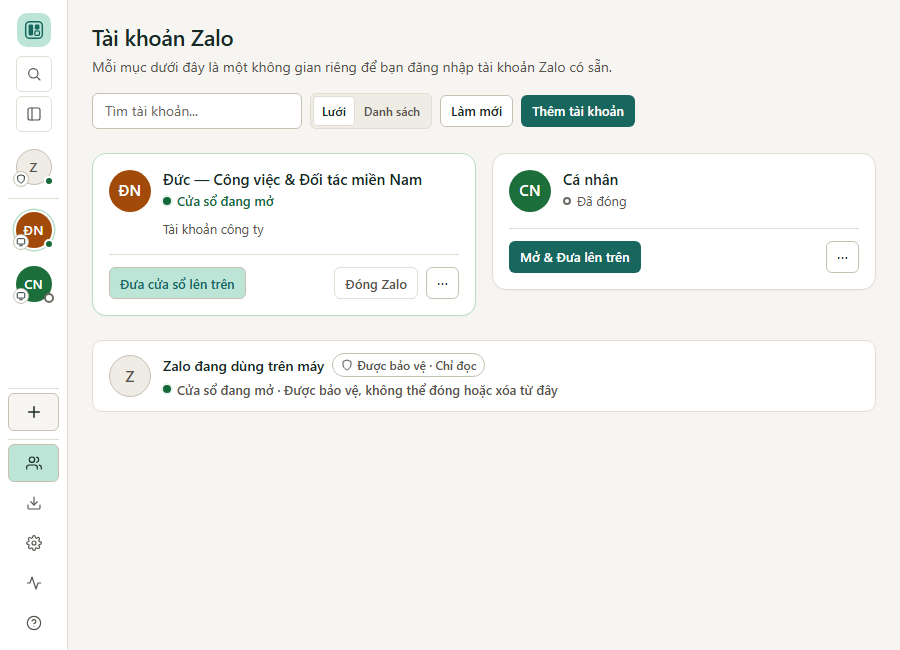 Tài khoản Zalo
Mỗi mục dưới đây là một không gian riêng để bạn đăng nhập tài khoản Zalo có sẵn.
Tìm tài khoản...
Lưới
Danh sách
Làm mới
Thêm tài khoản
Z
ĐN
CN
ĐN
Đức — Công việc & Đối tác miền Nam
Cửa sổ đang mở
Tài khoản công ty
Đưa cửa sổ lên trên
Đóng Zalo
...
CN
Cá nhân
Đã đóng
Mở & Đưa lên trên
...
Z
Zalo đang dùng trên máy
Được bảo vệ · Chỉ đọc
Cửa sổ đang mở · Được bảo vệ, không thể đóng hoặc xóa từ đây